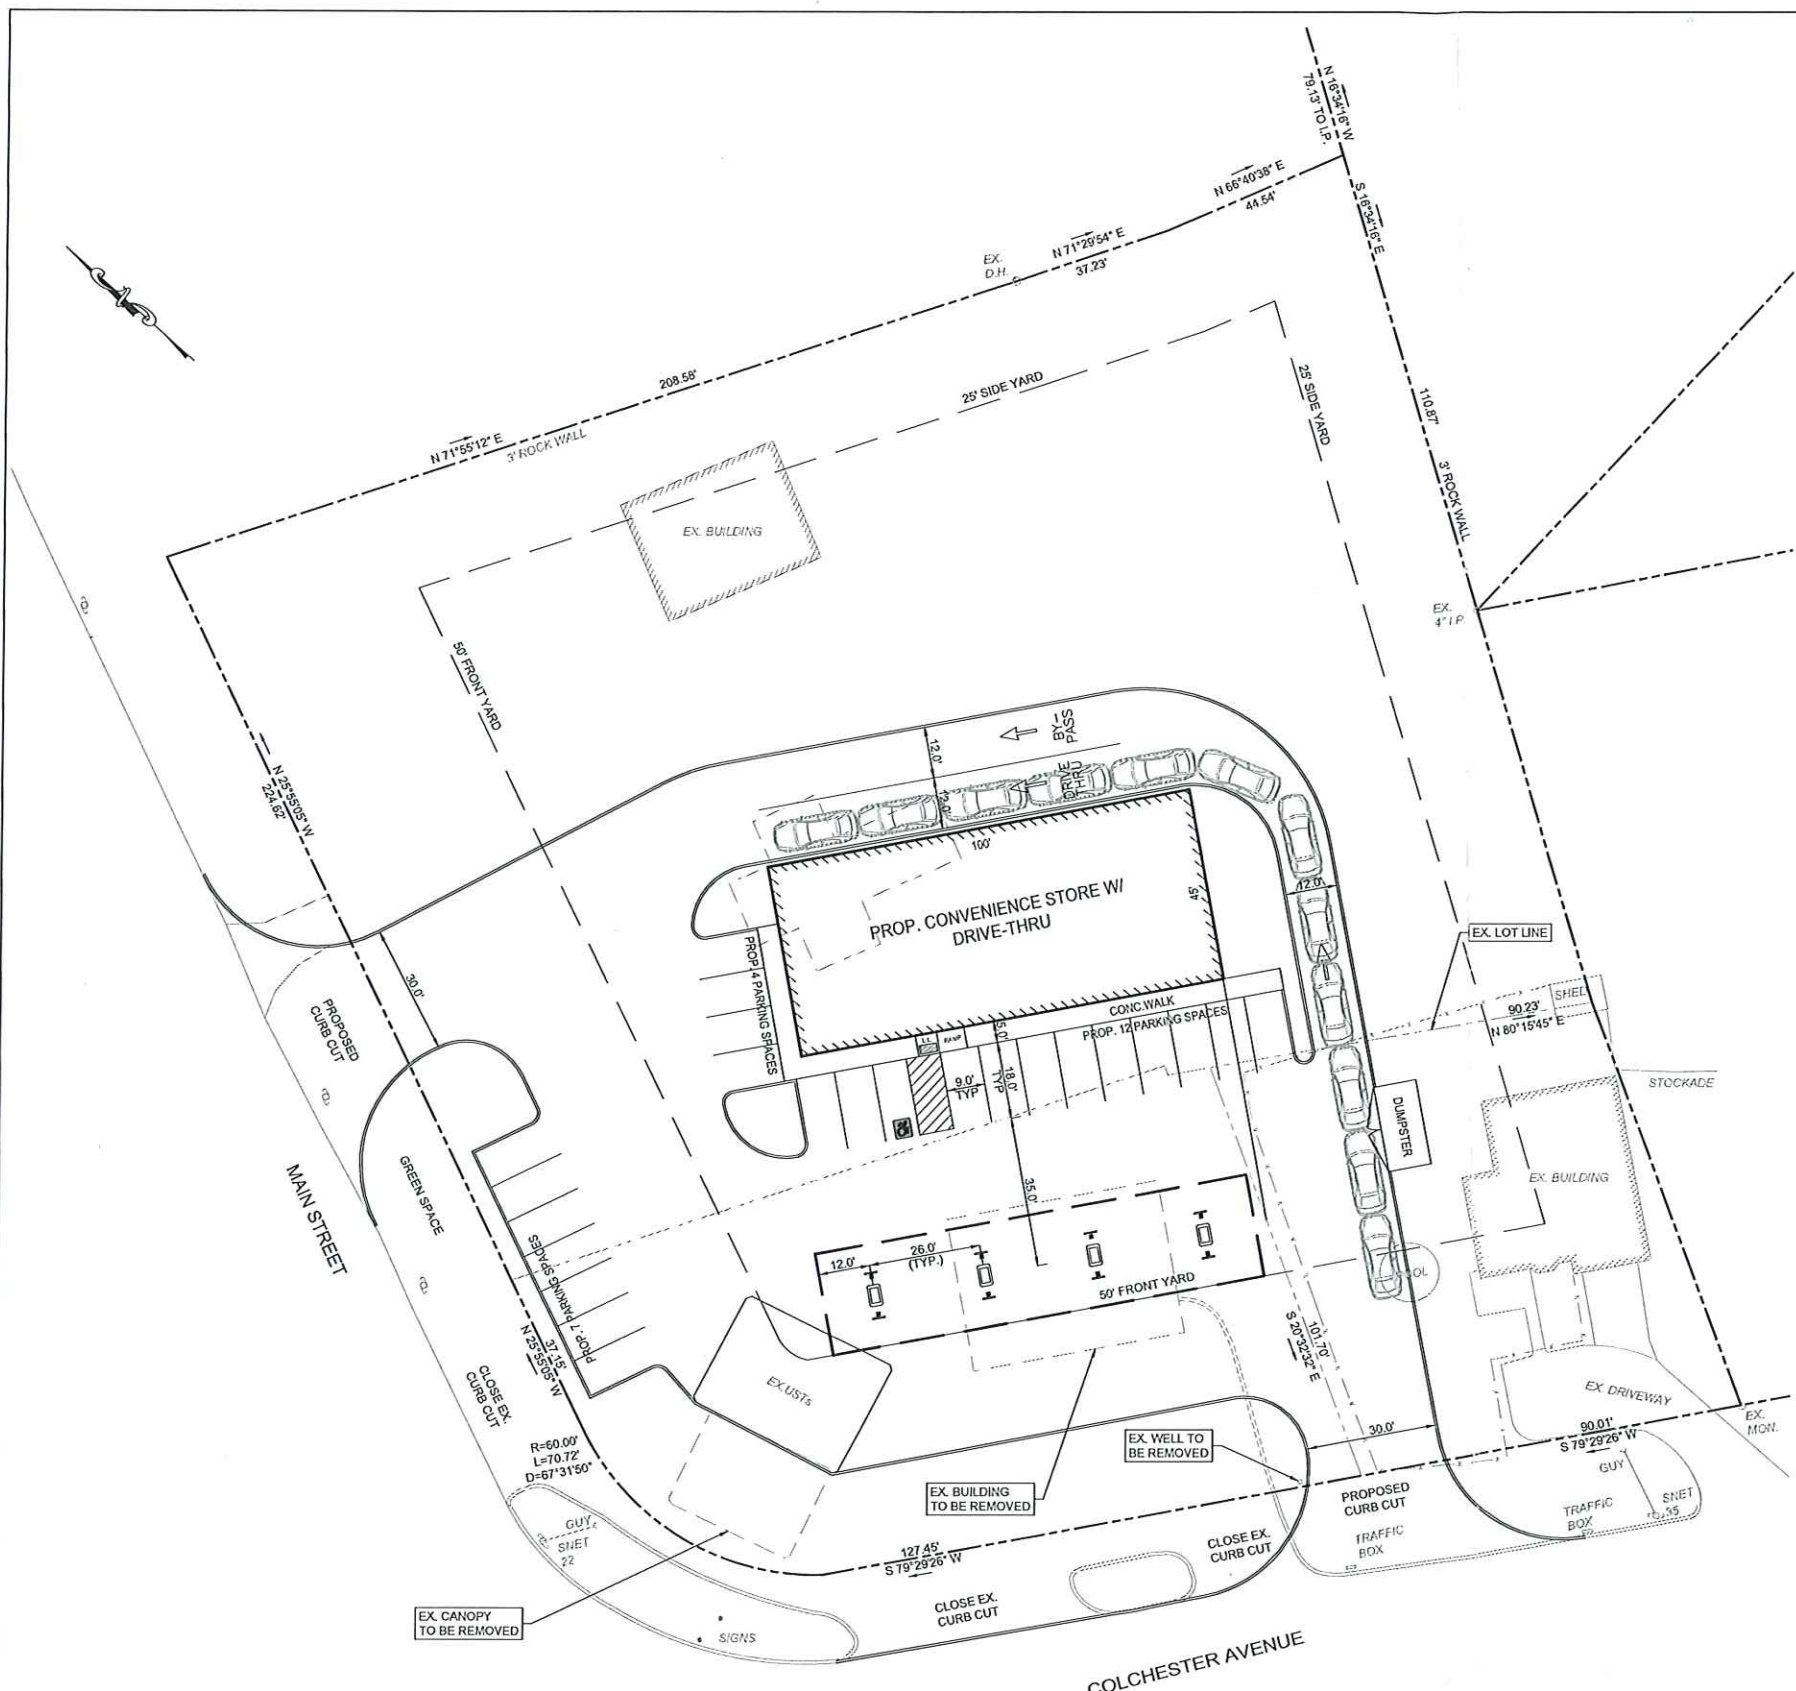 N 16°34'16" W
79.13' TO I.P.
N 66°40'38" E
44.54'
S 16°34'16" E
EX.
D.H.
N 71°29'54" E
37.23'
208.58'
25' SIDE YARD
25' SIDE YARD
110.87'
N 71°55'12" E
3' ROCK WALL
3' ROCK WALL
EX. BUILDING
EX.
4" I.P.
50' FRONT YARD
BY-
PASS
12.0'
DRIVE
THRU
12.0'
N 25°55'05" W
224.62'
100'
45'
12.0'
PROP. CONVENIENCE STORE W/
DRIVE-THRU
EX. LOT LINE
PROP. 4 PARKING SPACES
30.0'
PROPOSED
CURB CUT
CONC.WALK
PROP. 12 PARKING SPACES
90.23'
N 80°15'45" E
SHED
5.0'
RAMP
9.0'
TYP
18.0'
TYP
STOCKADE
DUMPSTER
MAIN STREET
GREEN SPACE
35.0'
EX. BUILDING
PROP. 7 PARKING SPACES
12.0'
26.0'
(TYP.)
50' FRONT YARD
101.70'
S 20°32'32" E
37.15'
N 25°55'05" W
CLOSE EX.
CURB CUT
EX.USTs
EX. DRIVEWAY
EX.
MON.
30.0'
90.01'
S 79°29'26" W
R=60.00'
L=70.72'
D=67°31'50"
EX. WELL TO
BE REMOVED
EX. BUILDING
TO BE REMOVED
PROPOSED
CURB CUT
GUY
SNET
35
TRAFFIC
BOX
TRAFFIC
BOX
GUY
SNET
22
127.45'
S 79°29'26" W
CLOSE EX.
CURB CUT
CLOSE EX.
CURB CUT
EX. CANOPY
TO BE REMOVED
SIGNS
COLCHESTER AVENUE